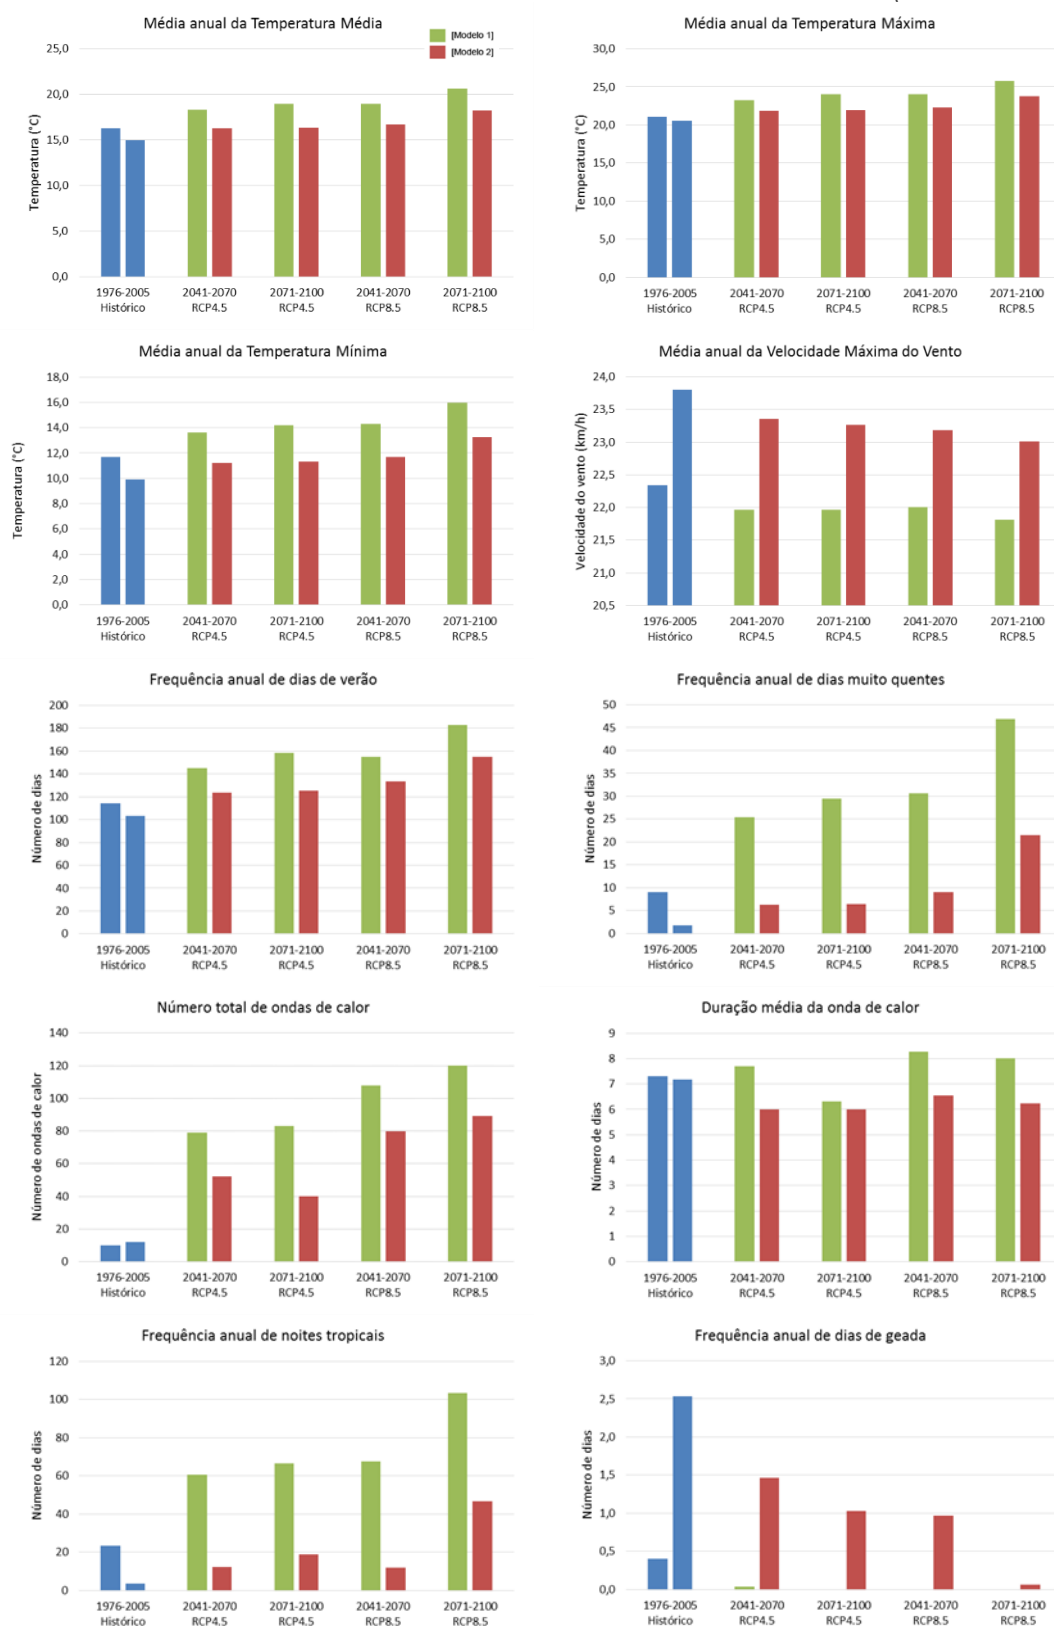 Média anual da Temperatura Média
[Modelo 1]
[Modelo 2]
Temperatura (°C)
25,0
20,0
15,0
10,0
5,0
0,0
1976-2005 2041-2070 2071-2100 2041-2070 2071-2100
Histórico RCP4.5 RCP4.5 RCP8.5 RCP8.5
Média anual da Temperatura Máxima
Temperatura (°C)
30,0
25,0
20,0
15,0
10,0
5,0
0,0
1976-2005 2041-2070 2071-2100 2041-2070 2071-2100
Histórico RCP4.5 RCP4.5 RCP8.5 RCP8.5
Média anual da Temperatura Mínima
Temperatura (°C)
18,0
16,0
14,0
12,0
10,0
8,0
6,0
4,0
2,0
0,0
1976-2005 2041-2070 2071-2100 2041-2070 2071-2100
Histórico RCP4.5 RCP4.5 RCP8.5 RCP8.5
Média anual da Velocidade Máxima do Vento
Velocidade do vento (km/h)
24,0
23,5
23,0
22,5
22,0
21,5
21,0
20,5
1976-2005 2041-2070 2071-2100 2041-2070 2071-2100
Histórico RCP4.5 RCP4.5 RCP8.5 RCP8.5
Frequência anual de dias de verão
Número de dias
200
180
160
140
120
100
80
60
40
20
0
1976-2005 2041-2070 2071-2100 2041-2070 2071-2100
Histórico RCP4.5 RCP4.5 RCP8.5 RCP8.5
Frequência anual de dias muito quentes
Número de dias
50
45
40
35
30
25
20
15
10
5
0
1976-2005 2041-2070 2071-2100 2041-2070 2071-2100
Histórico RCP4.5 RCP4.5 RCP8.5 RCP8.5
Número total de ondas de calor
Número de ondas de calor
140
120
100
80
60
40
20
0
1976-2005 2041-2070 2071-2100 2041-2070 2071-2100
Histórico RCP4.5 RCP4.5 RCP8.5 RCP8.5
Duração média da onda de calor
Número de dias
9
8
7
6
5
4
3
2
1
0
1976-2005 2041-2070 2071-2100 2041-2070 2071-2100
Histórico RCP4.5 RCP4.5 RCP8.5 RCP8.5
Frequência anual de noites tropicais
Número de dias
120
100
80
60
40
20
0
1976-2005 2041-2070 2071-2100 2041-2070 2071-2100
Histórico RCP4.5 RCP4.5 RCP8.5 RCP8.5
Frequência anual de dias de geada
Número de dias
3,0
2,5
2,0
1,5
1,0
0,5
0,0
1976-2005 2041-2070 2071-2100 2041-2070 2071-2100
Histórico RCP4.5 RCP4.5 RCP8.5 RCP8.5